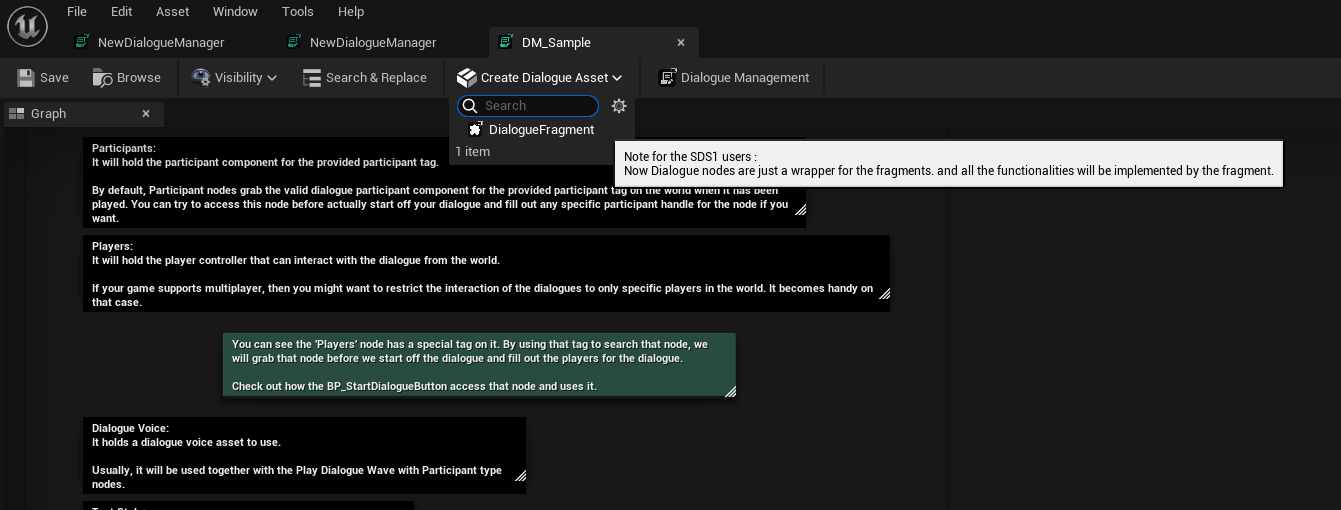 File Edit Asset Window Tools Help
NewDialogueManager NewDialogueManager DM_Sample
Save Browse Visibility Search & Replace Create Dialogue Asset Dialogue Management
Graph
Search
DialogueFragment
1 item
Note for the SDS1 users :
Now Dialogue nodes are just a wrapper for the fragments. and all the functionalities will be implemented by the fragment.
Participants:
It will hold the participant component for the provided participant tag.
By default, Participant nodes grab the valid dialogue participant component for the provided participant tag on the world when it has been
played. You can try to access this node before actually start off your dialogue and fill out any specific participant handle for the node if you
want.
Players:
It will hold the player controller that can interact with the dialogue from the world.
If your game supports multiplayer, then you might want to restrict the interaction of the dialogues to only specific players in the world. It becomes handy on
that case.
You can see the 'Players' node has a special tag on it. By using that tag to search that node, we
will grab that node before we start off the dialogue and fill out the players for the dialogue.
Check out how the BP_StartDialogueButton access that node and uses it.
Dialogue Voice:
It holds a dialogue voice asset to use.
Usually, it will be used together with the Play Dialogue Wave with Participant type
nodes.